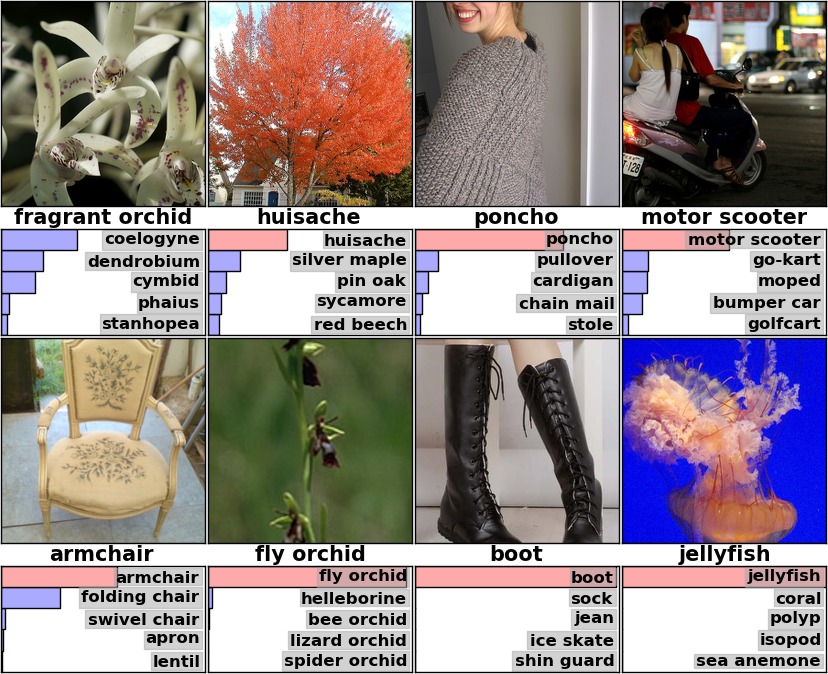 fragrant orchid
coelogyne
dendrobium
cymbid
phaius
stanhopea
huisache
huisache
silver maple
pin oak
sycamore
red beech
poncho
poncho
pullover
cardigan
chain mail
stole
motor scooter
motor scooter
go-kart
moped
bumper car
golfcart
armchair
armchair
folding chair
swivel chair
apron
lentil
fly orchid
fly orchid
helleborine
bee orchid
lizard orchid
spider orchid
boot
boot
sock
jean
ice skate
shin guard
jellyfish
jellyfish
coral
polyp
isopod
sea anemone